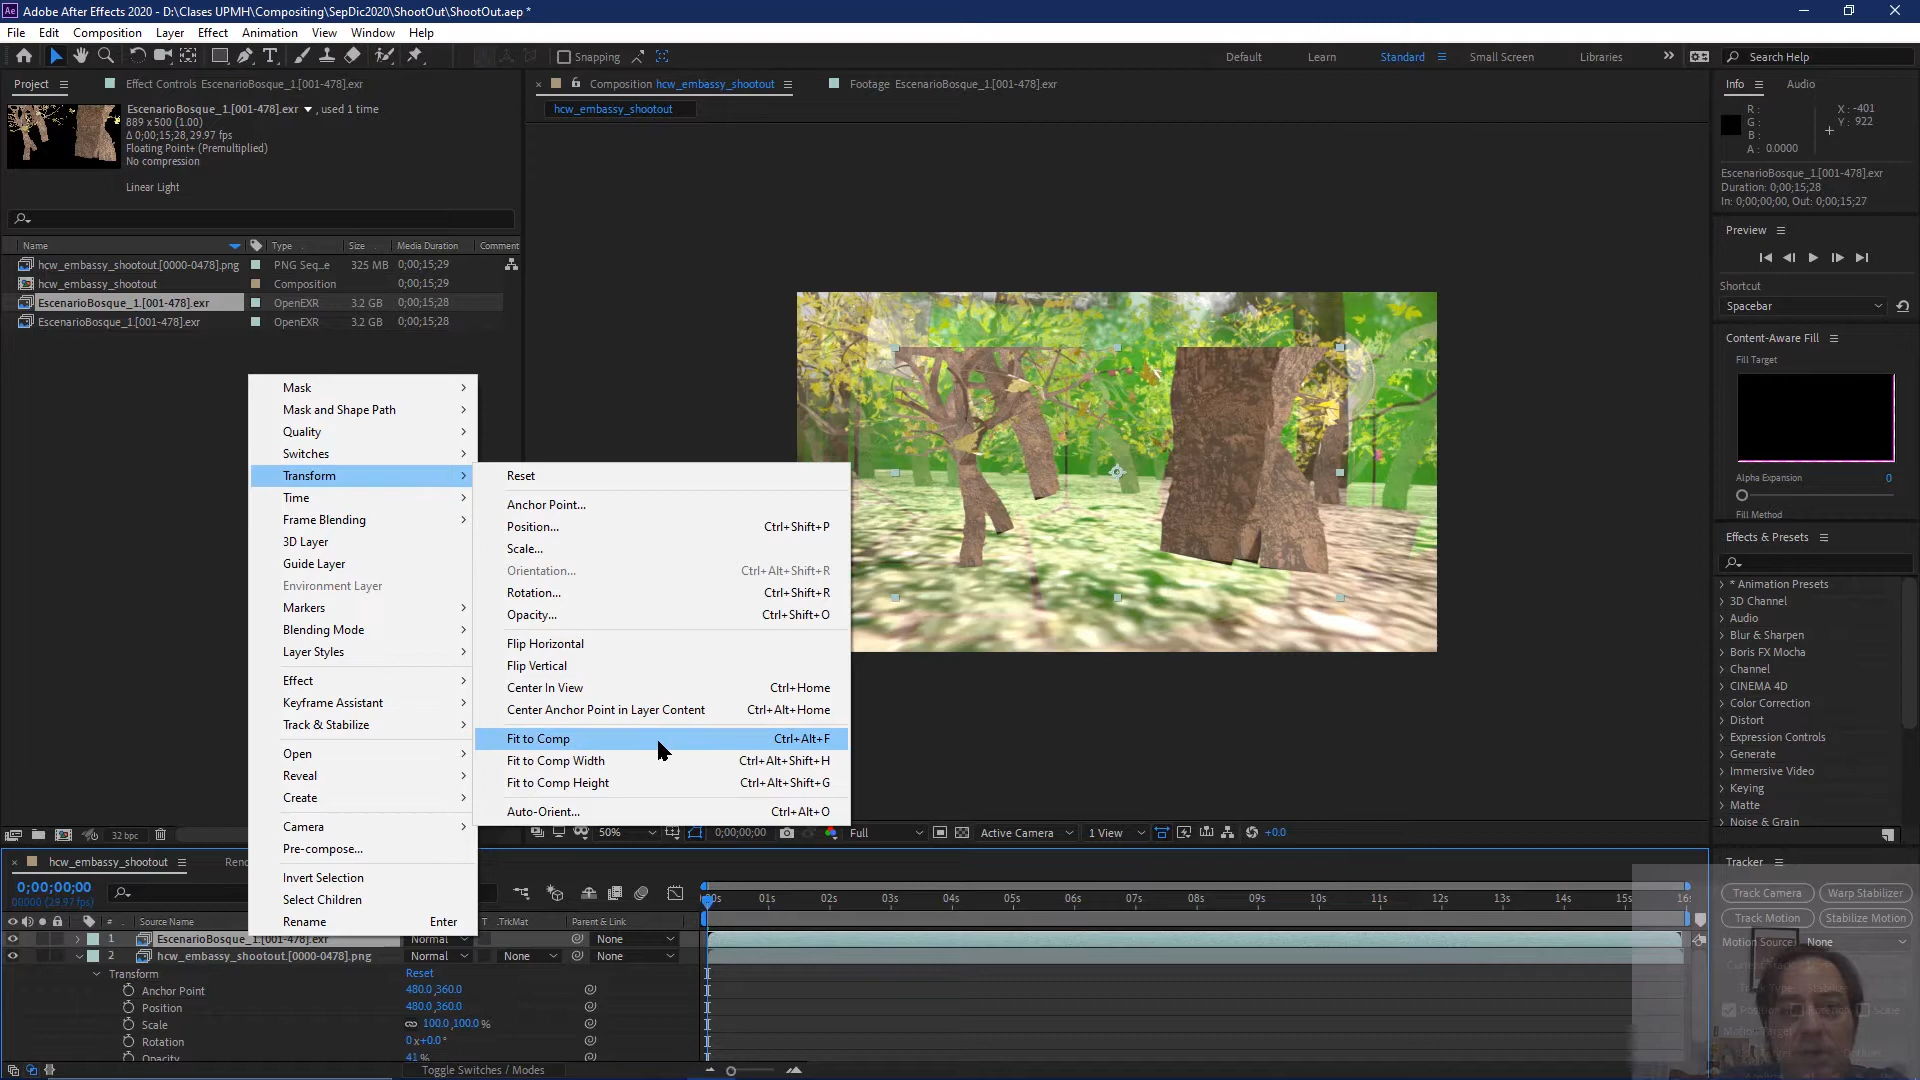 Adobe After Effects 2020 - D:\Clases UPMH\Compositing\SepDic2020\ShootOut\ShootOut.aep *
File Edit Composition Layer Effect Animation View Window Help
Snapping Default Learn Standard Small Screen Libraries Search Help
Project Effect Controls EscenarioBosque_1.[001-478].exr
EscenarioBosque_1.[001-478].exr , used 1 time
889 x 500 (1.00)
Δ 0;00;15;28, 29.97 fps
Floating Point+ (Premultiplied)
No compression
Linear Light
Name Type Size Media Duration Comment
hcw_embassy_shootout.[0000-0478].png PNG Seq_e 325 MB 0;00;15;29
hcw_embassy_shootout Composition 0;00;15;29
EscenarioBosque_1.[001-478].exr OpenEXR 3.2 GB 0;00;15;28
EscenarioBosque_1.[001-478].exr OpenEXR 3.2 GB 0;00;15;28
Composition hcw_embassy_shootout Footage EscenarioBosque_1.[001-478].exr
hcw_embassy_shootout
Mask
Mask and Shape Path
Quality
Switches
Transform
Time
Frame Blending
3D Layer
Guide Layer
Environment Layer
Markers
Blending Mode
Layer Styles
Effect
Keyframe Assistant
Track & Stabilize
Open
Reveal
Create
Camera
Pre-compose...
Invert Selection
Select Children
Rename Enter
Reset
Anchor Point...
Position... Ctrl+Shift+P
Scale...
Orientation... Ctrl+Alt+Shift+R
Rotation... Ctrl+Shift+R
Opacity... Ctrl+Shift+O
Flip Horizontal
Flip Vertical
Center In View Ctrl+Home
Center Anchor Point in Layer Content Ctrl+Alt+Home
Fit to Comp Ctrl+Alt+F
Fit to Comp Width Ctrl+Alt+Shift+H
Fit to Comp Height Ctrl+Alt+Shift+G
Auto-Orient... Ctrl+Alt+O
32 bpc
50% 0;00;00;00 Full Active Camera 1 View +0.0
Info Audio
R : X : -401
G : Y : 922
B :
A : 0.0000
EscenarioBosque_1.[001-478].exr
Duration: 0;00;15;28
In: 0;00;00;00, Out: 0;00;15;27
Preview
Shortcut
Spacebar
Content-Aware Fill
Fill Target
Alpha Expansion 0
Fill Method
Effects & Presets
* Animation Presets
3D Channel
Audio
Blur & Sharpen
Boris FX Mocha
Channel
CINEMA 4D
Color Correction
Distort
Expression Controls
Generate
Immersive Video
Keying
Matte
Noise & Grain
Tracker
Track Camera Warp Stabilizer
Track Motion Stabilize Motion
Motion Source: None
hcw_embassy_shootout
0;00;00;00
00000 (29.97 fps)
01s 02s 03s 04s 05s 06s 07s 08s 09s 10s 11s 12s 13s 14s 15s
# Source Name T .TrkMat Parent & Link
1 EscenarioBosque_1.[001-478].exr Normal None
2 hcw_embassy_shootout.[0000-0478].png Normal None None
Transform Reset
Anchor Point 480.0,360.0
Position 480.0,360.0
Scale 100.0,100.0 %
Rotation 0x+0.0°
Opacity 41 %
Toggle Switches / Modes